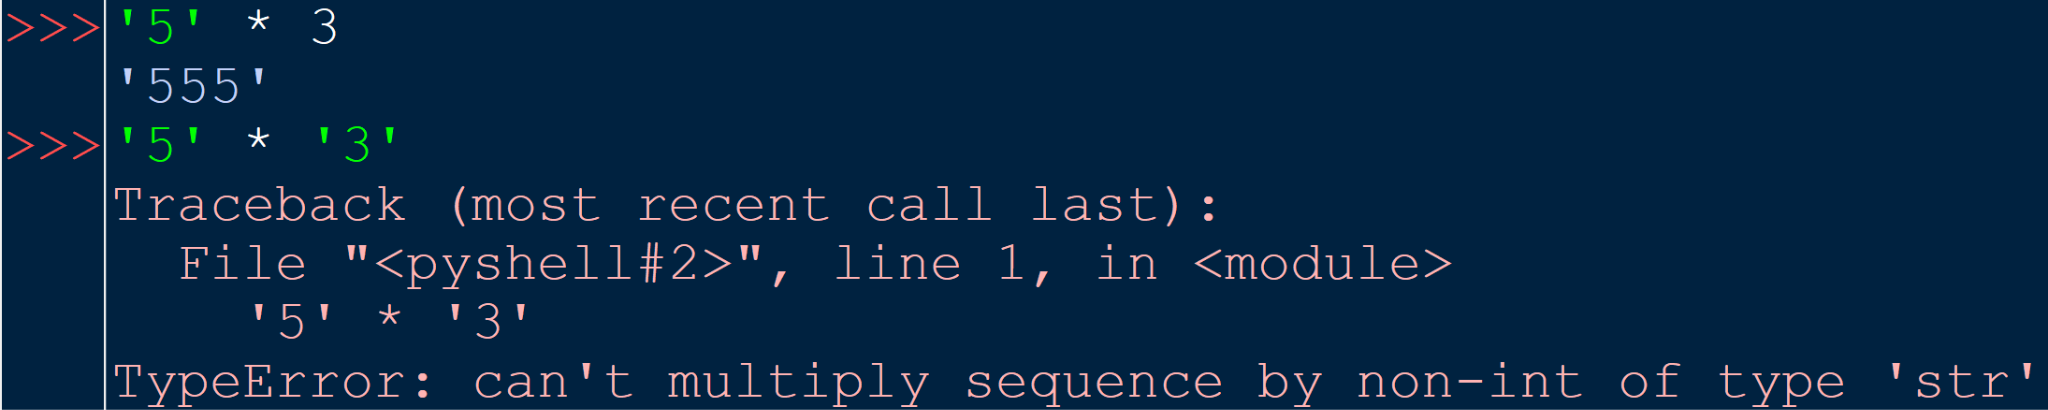 >>> '5' * 3
'555'
>>> '5' * '3'
Traceback (most recent call last):
  File "<pyshell#2>", line 1, in <module>
    '5' * '3'
TypeError: can't multiply sequence by non-int of type 'str'